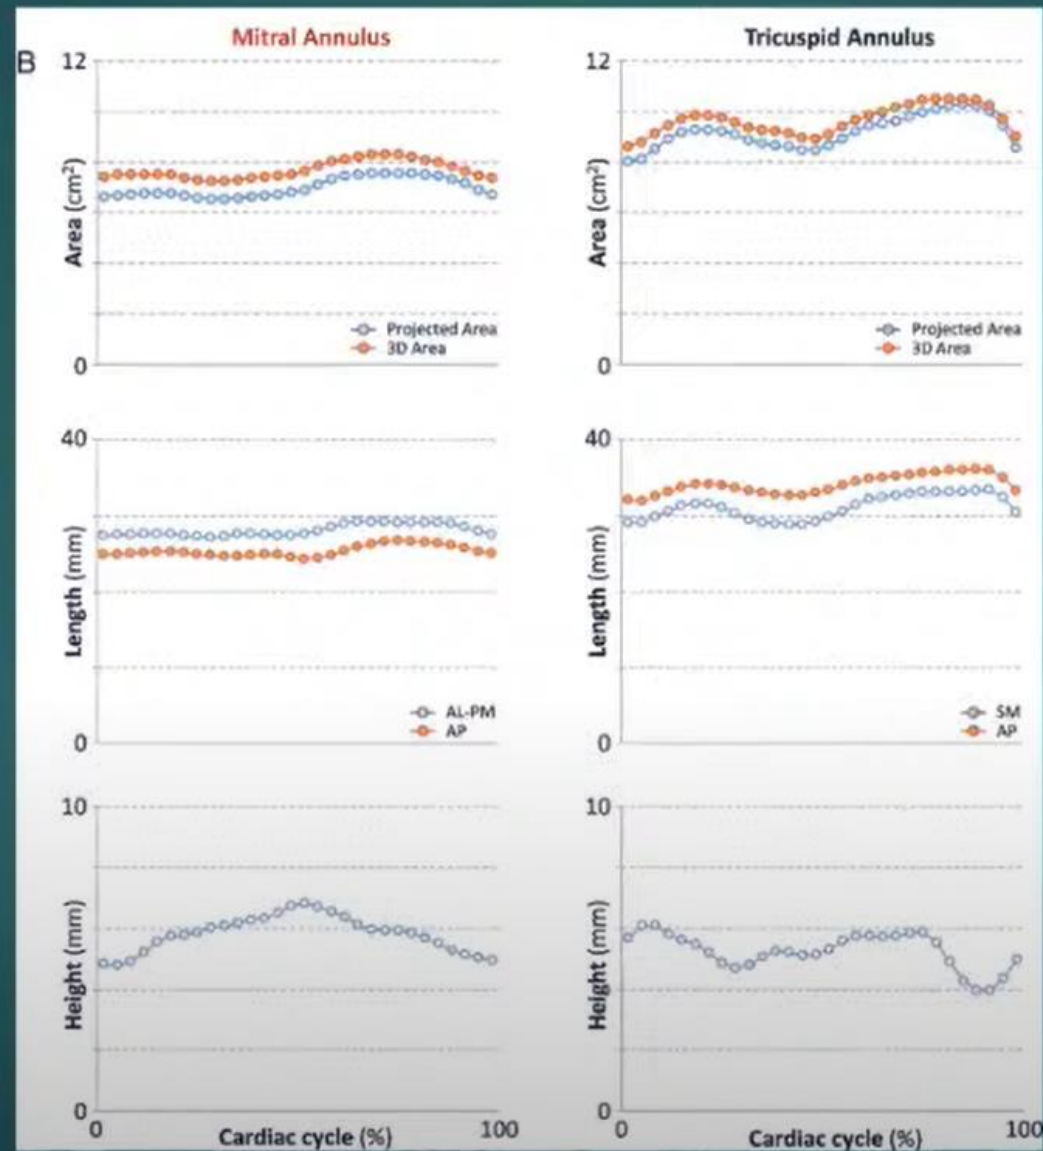 B
Mitral Annulus
12
Area (cm²)
Projected Area
3D Area
0
Tricuspid Annulus
12
Area (cm²)
Projected Area
3D Area
0
40
Length (mm)
AL-PM
AP
0
40
Length (mm)
SM
AP
0
10
Height (mm)
0
0
Cardiac cycle (%)
100
10
Height (mm)
0
0
Cardiac cycle (%)
100